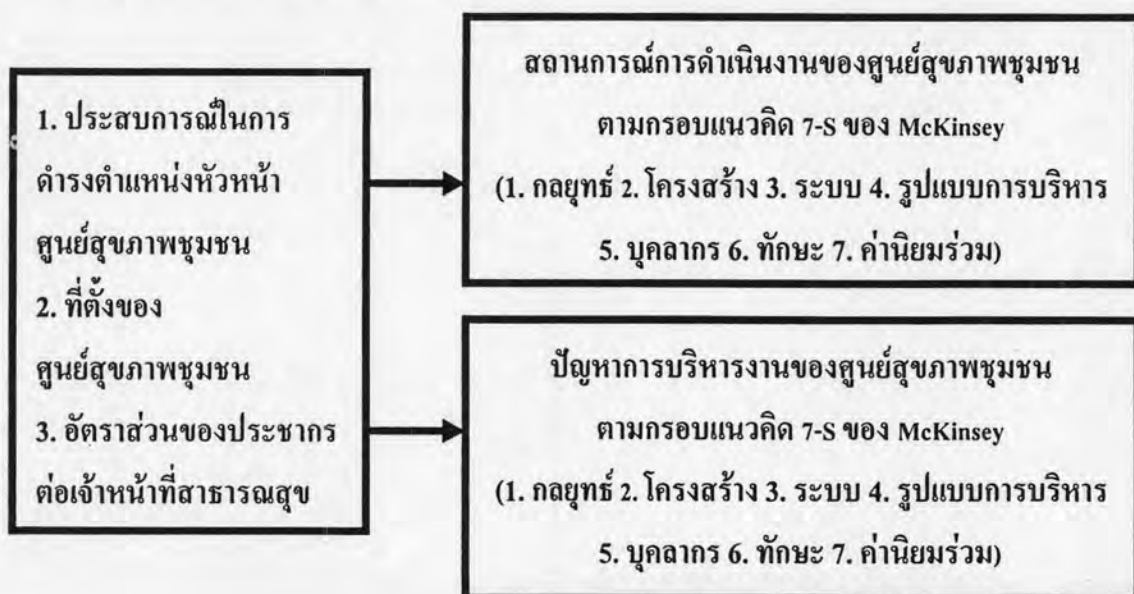 1. ประสบการณ์ในการ
ดำรงตำแหน่งหัวหน้า
ศูนย์สุขภาพชุมชน
2. ที่ตั้งของ
ศูนย์สุขภาพชุมชน
3. อัตราส่วนของประชากร
ต่อเจ้าหน้าที่สาธารณสุข
สถานการณ์การดำเนินงานของศูนย์สุขภาพชุมชน
ตามกรอบแนวคิด 7-S ของ McKinsey
(1. กลยุทธ์ 2. โครงสร้าง 3. ระบบ 4. รูปแบบการบริหาร
5. บุคลากร 6. ทักษะ 7. ค่านิยมร่วม)
ปัญหาการบริหารงานของศูนย์สุขภาพชุมชน
ตามกรอบแนวคิด 7-S ของ McKinsey
(1. กลยุทธ์ 2. โครงสร้าง 3. ระบบ 4. รูปแบบการบริหาร
5. บุคลากร 6. ทักษะ 7. ค่านิยมร่วม)